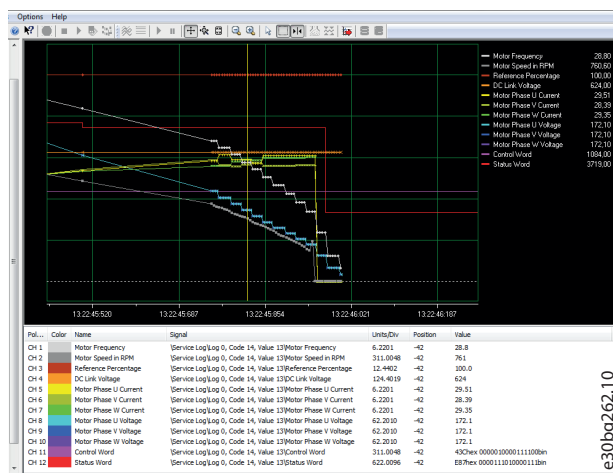 Options Help
Motor Frequency 28,80
Motor Speed in RPM 760,60
Reference Percentage 100,00
DC Link Voltage 624,00
Motor Phase U Current 29,51
Motor Phase V Current 28,39
Motor Phase W Current 29,35
Motor Phase U Voltage 172,10
Motor Phase V Voltage 172,10
Motor Phase W Voltage 172,10
Control Word 1084,00
Status Word 3719,00
13:22:45:520 13:22:45:687 13:22:45:854 13:22:46:021 13:22:46:187
Pol... Color Name Signal Units/Div Position Value
CH 1 Motor Frequency \Service Log\Log 0, Code 14, Value 13\Motor Frequency 6.2201 -42 28.8
CH 2 Motor Speed in RPM \Service Log\Log 0, Code 14, Value 13\Motor Speed in RPM 311.0048 -42 761
CH 3 Reference Percentage \Service Log\Log 0, Code 14, Value 13\Reference Percentage 12.4402 -42 100.0
CH 4 DC Link Voltage \Service Log\Log 0, Code 14, Value 13\DC Link Voltage 124.4019 -42 624
CH 5 Motor Phase U Current \Service Log\Log 0, Code 14, Value 13\Motor Phase U Current 6.2201 -42 29.51
CH 6 Motor Phase V Current \Service Log\Log 0, Code 14, Value 13\Motor Phase V Current 6.2201 -42 28.39
CH 7 Motor Phase W Current \Service Log\Log 0, Code 14, Value 13\Motor Phase W Current 6.2201 -42 29.35
CH 8 Motor Phase U Voltage \Service Log\Log 0, Code 14, Value 13\Motor Phase U Voltage 62.2010 -42 172.1
CH 9 Motor Phase V Voltage \Service Log\Log 0, Code 14, Value 13\Motor Phase V Voltage 62.2010 -42 172.1
CH 10 Motor Phase W Voltage \Service Log\Log 0, Code 14, Value 13\Motor Phase W Voltage 62.2010 -42 172.1
CH 11 Control Word \Service Log\Log 0, Code 14, Value 13\Control Word 311.0048 -42 43Chex 0000010000111100bin
CH 12 Status Word \Service Log\Log 0, Code 14, Value 13\Status Word 622.0096 -42 E87hex 0000111010000111bin
e30bg262.10